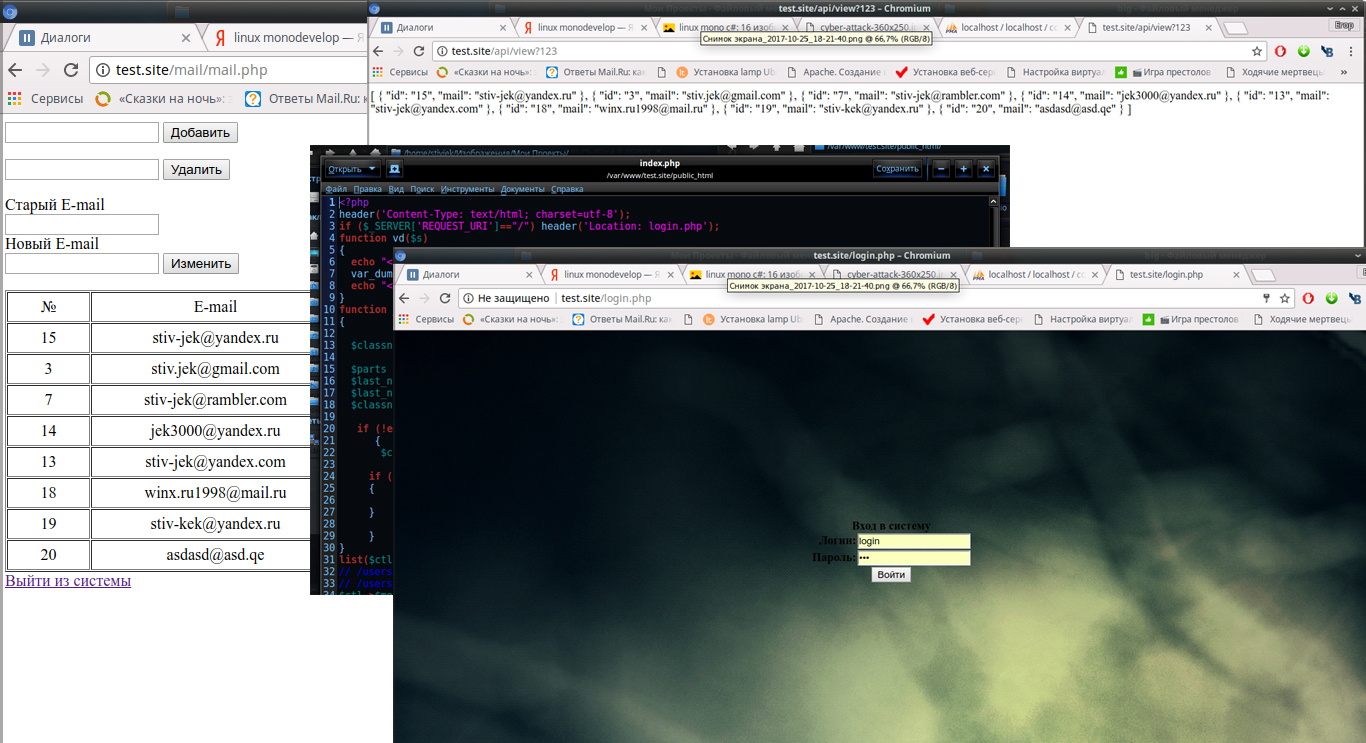 Диалоги
linux monodevelop — Я
test.site/mail/mail.php
Сервисы
«Сказки на ночь»:
Ответы Mail.Ru:
Добавить
Удалить
Старый E-mail
Новый E-mail
Изменить
№ E-mail
15 stiv-jek@yandex.ru
3 stiv.jek@gmail.com
7 stiv-jek@rambler.com
14 jek3000@yandex.ru
13 stiv-jek@yandex.com
18 winx.ru1998@mail.ru
19 stiv-kek@yandex.ru
20 asdasd@asd.qe
Выйти из системы
test.site/api/view?123 – Chromium
Диалоги
linux monodevelop — Я
linux mono c#: 16 изоб
cyber-attack-360x250.j
localhost / localhost / c
test.site/api/view?123
Егор
Снимок экрана_2017-10-25_18-21-40.png @ 66,7% (RGB/8)
test.site/api/view?123
Сервисы
«Сказки на ночь»:
Ответы Mail.Ru: ка
Установка lamp Ub
Apache. Создание
Установка веб-сер
Настройка виртуа
Игра престолов
Ходячие мертвец
»
[ { "id": "15", "mail": "stiv-jek@yandex.ru" }, { "id": "3", "mail": "stiv.jek@gmail.com" }, { "id": "7", "mail": "stiv-jek@rambler.com" }, { "id": "14", "mail": "jek3000@yandex.ru" }, { "id": "13", "mail":
"stiv-jek@yandex.com" }, { "id": "18", "mail": "winx.ru1998@mail.ru" }, { "id": "19", "mail": "stiv-kek@yandex.ru" }, { "id": "20", "mail": "asdasd@asd.qe" } ]
/home/stivjek/Изображения/Мои Проекты/
/var/www/test.site/public_html/
Открыть
index.php
/var/www/test.site/public_html
Сохранить
Файл Правка Вид Поиск Инструменты Документы Справка
1 <?php
2 header('Content-Type: text/html; charset=utf-8');
3 if ($_SERVER['REQUEST_URI']=="/") header('Location: login.php');
4 function vd($s)
5 {
6 echo "<
7 var_dum
8 echo "<
9 }
10 function
11 {
12
13 $classn
14
15 $parts
16 $last_n
17 $last_n
18 $classn
19
20 if (!e
21 {
22 $c
23
24 if (
25 {
26
27 }
28
29 }
30 }
31 list($ctl
32 // /users
33 // /users
test.site/login.php – Chromium
Диалоги
linux monodevelop — Я
linux mono c#: 16 изоб
cyber-attack-360x250.j
localhost / localhost / c
test.site/login.php
Снимок экрана_2017-10-25_18-21-40.png @ 66,7% (RGB/8)
Не защищено
test.site/login.php
Сервисы
«Сказки на ночь»:
Ответы Mail.Ru: ка
Установка lamp Ub
Apache. Создание
Установка веб-сер
Настройка виртуа
Игра престолов
Ходячие мертвец
Вход в систему
Логин: login
Пароль: •••
Войти